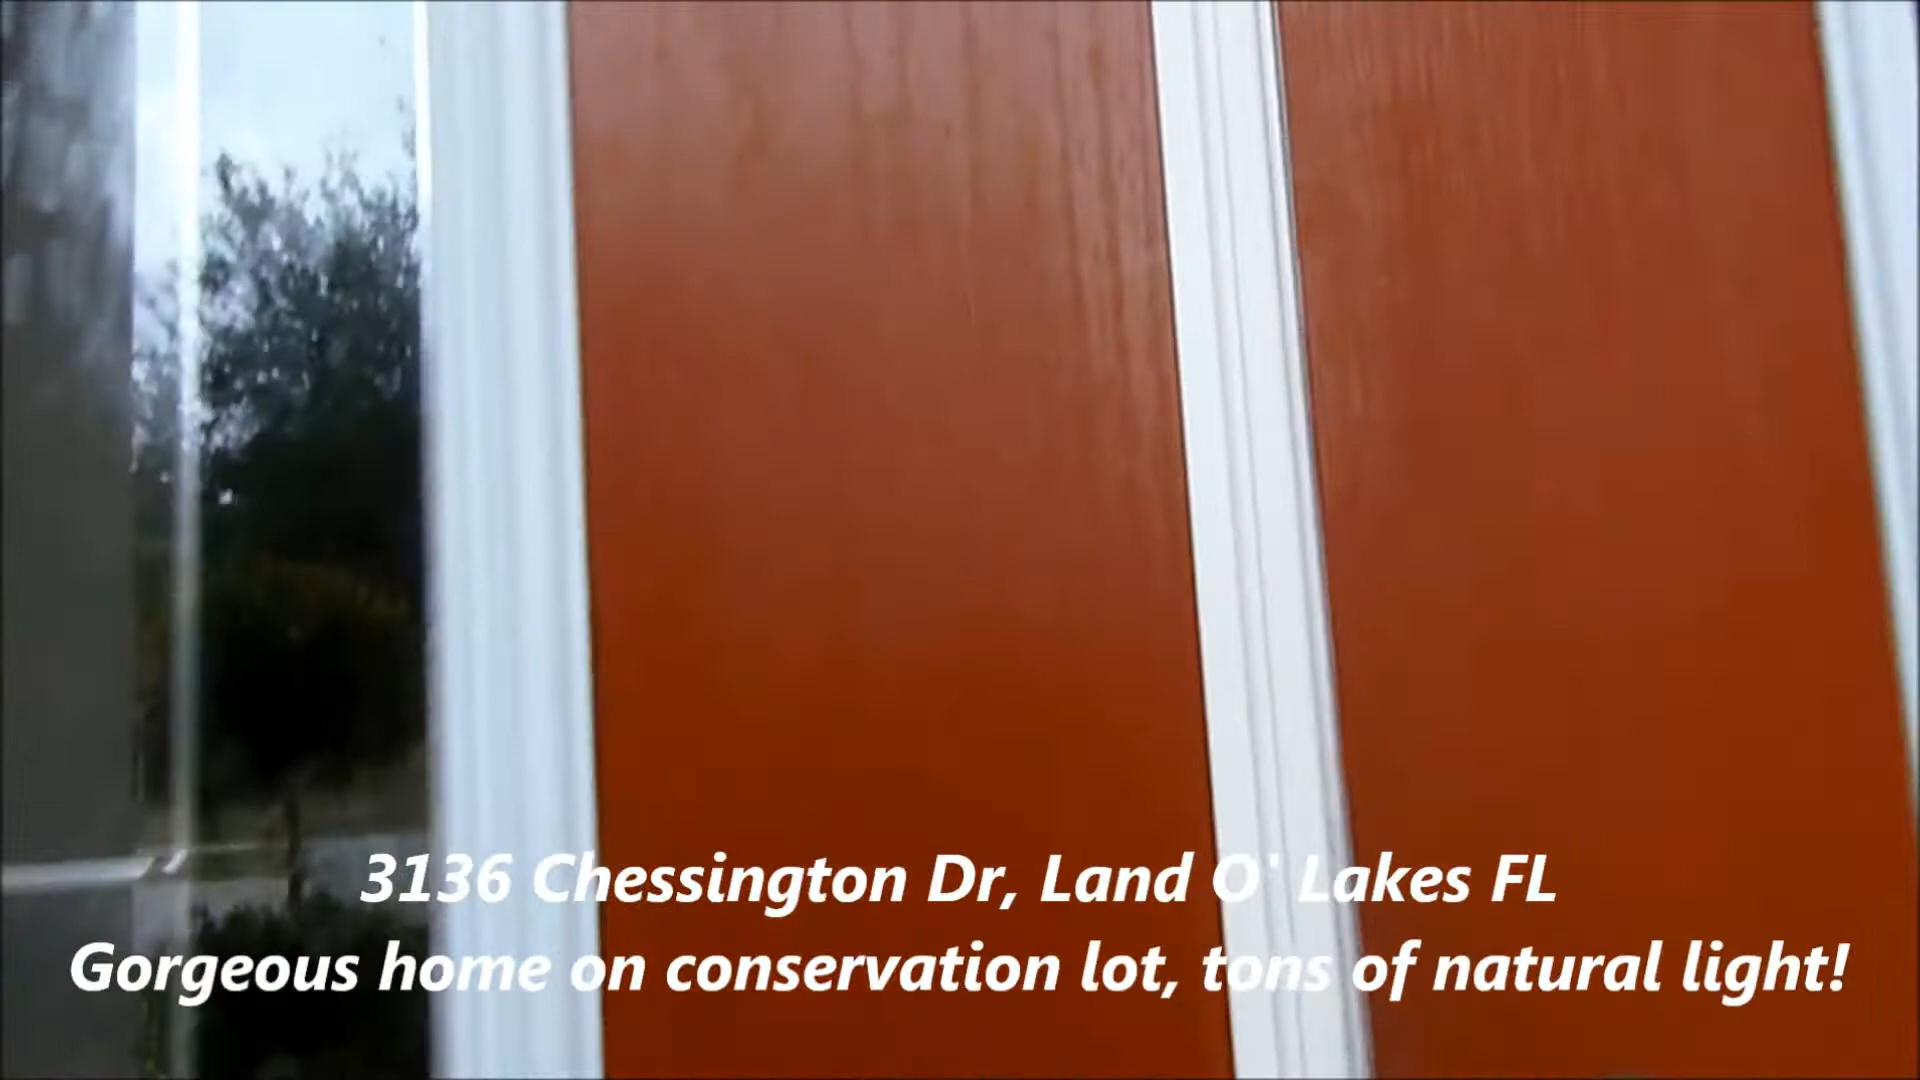 3136 Chessington Dr, Land O' Lakes FL
Gorgeous home on conservation lot, tons of natural light!